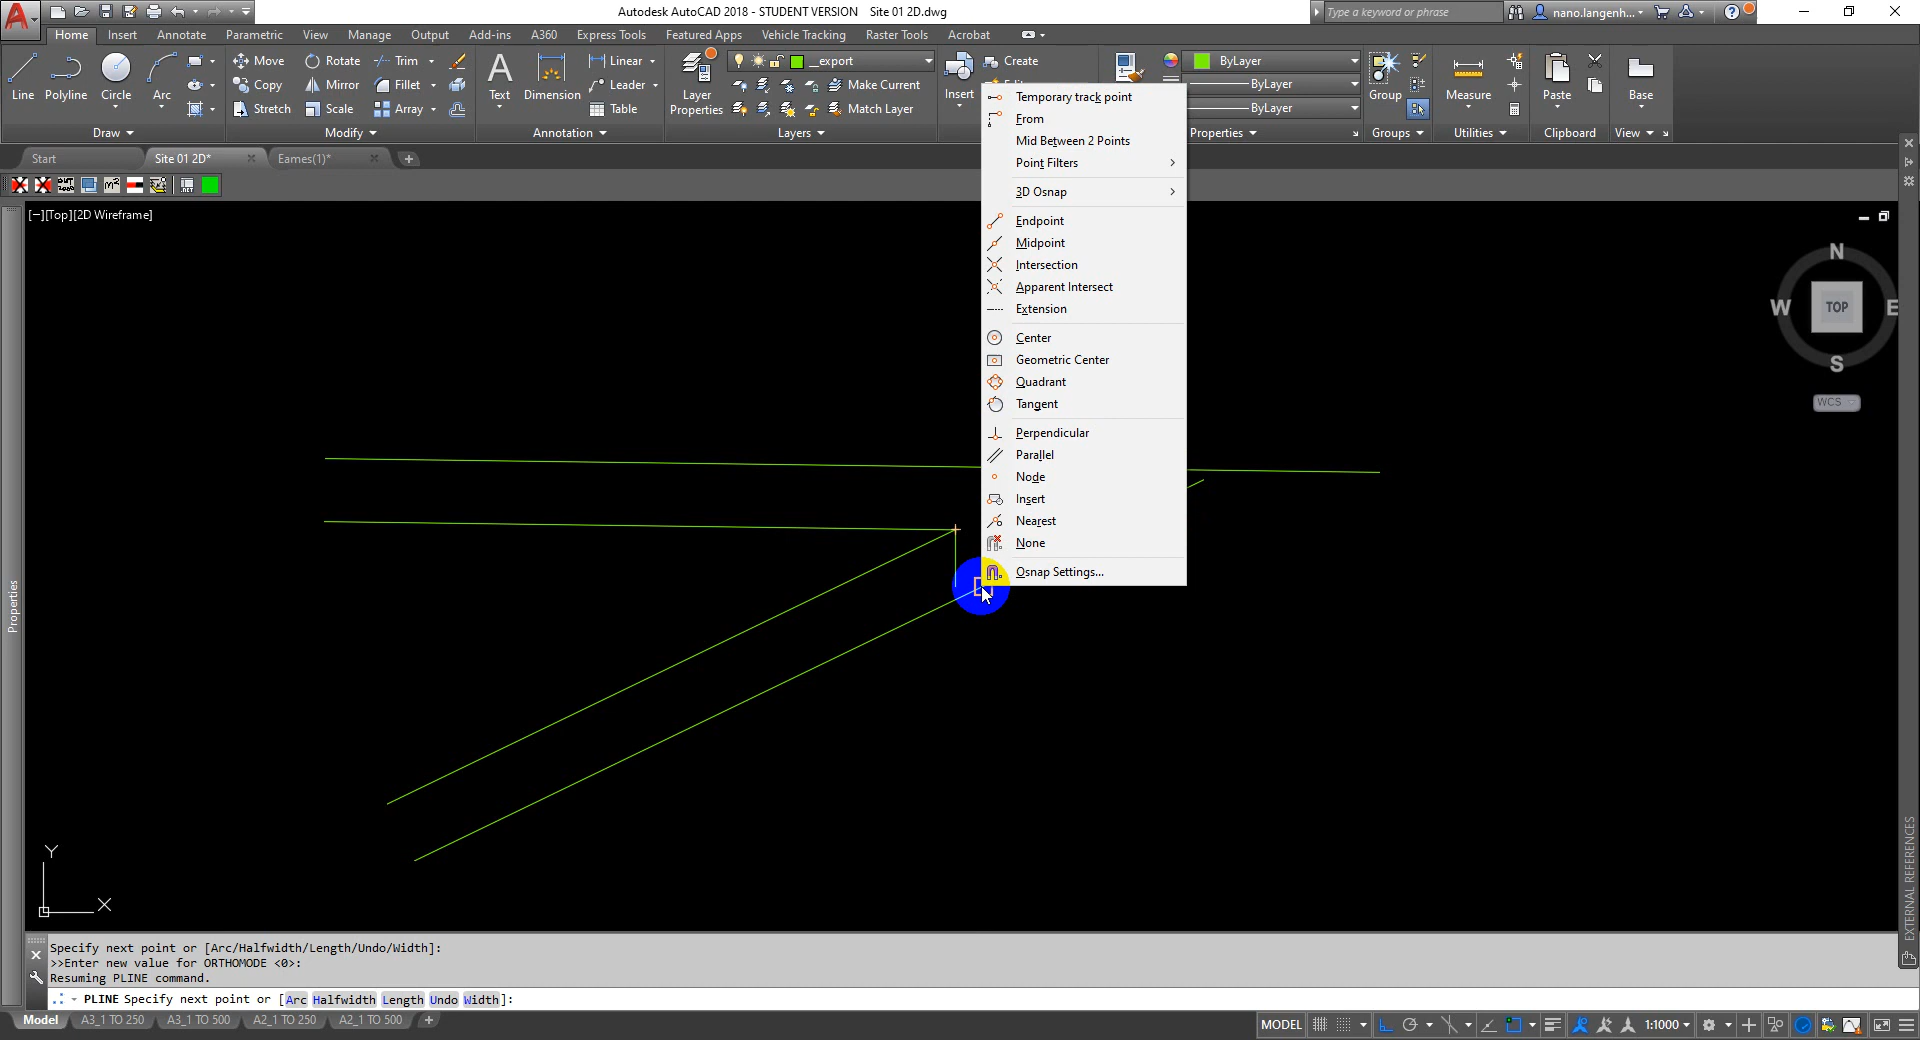 Autodesk AutoCAD 2018 - STUDENT VERSION Site 01 2D.dwg
Type a keyword or phrase
nano.langenh...
Home Insert Annotate Parametric View Manage Output Add-ins A360 Express Tools Featured Apps Vehicle Tracking Raster Tools Acrobat
Line Polyline Circle Arc
Move Rotate Trim
Copy Mirror Fillet
Stretch Scale Array
Text Dimension
Linear
Leader
Table
Layer Properties
__export
Make Current
Match Layer
Insert
Create
ByLayer
ByLayer
ByLayer
Group
Measure
Paste
Base
Draw Modify Annotation Layers Properties Groups Utilities Clipboard View
Start Site 01 2D* Eames(1)*
[−][Top][2D Wireframe]
Temporary track point
From
Mid Between 2 Points
Point Filters
3D Osnap
Endpoint
Midpoint
Intersection
Apparent Intersect
Extension
Center
Geometric Center
Quadrant
Tangent
Perpendicular
Parallel
Node
Insert
Nearest
None
Osnap Settings...
N
W TOP E
S
WCS
Properties
EXTERNAL REFERENCES
Y
X
Specify next point or [Arc/Halfwidth/Length/Undo/Width]:
>>Enter new value for ORTHOMODE <0>:
Resuming PLINE command.
PLINE Specify next point or [Arc Halfwidth Length Undo Width]:
Model A3_1 TO 250 A3_1 TO 500 A2_1 TO 250 A2_1 TO 500
MODEL 1:1000